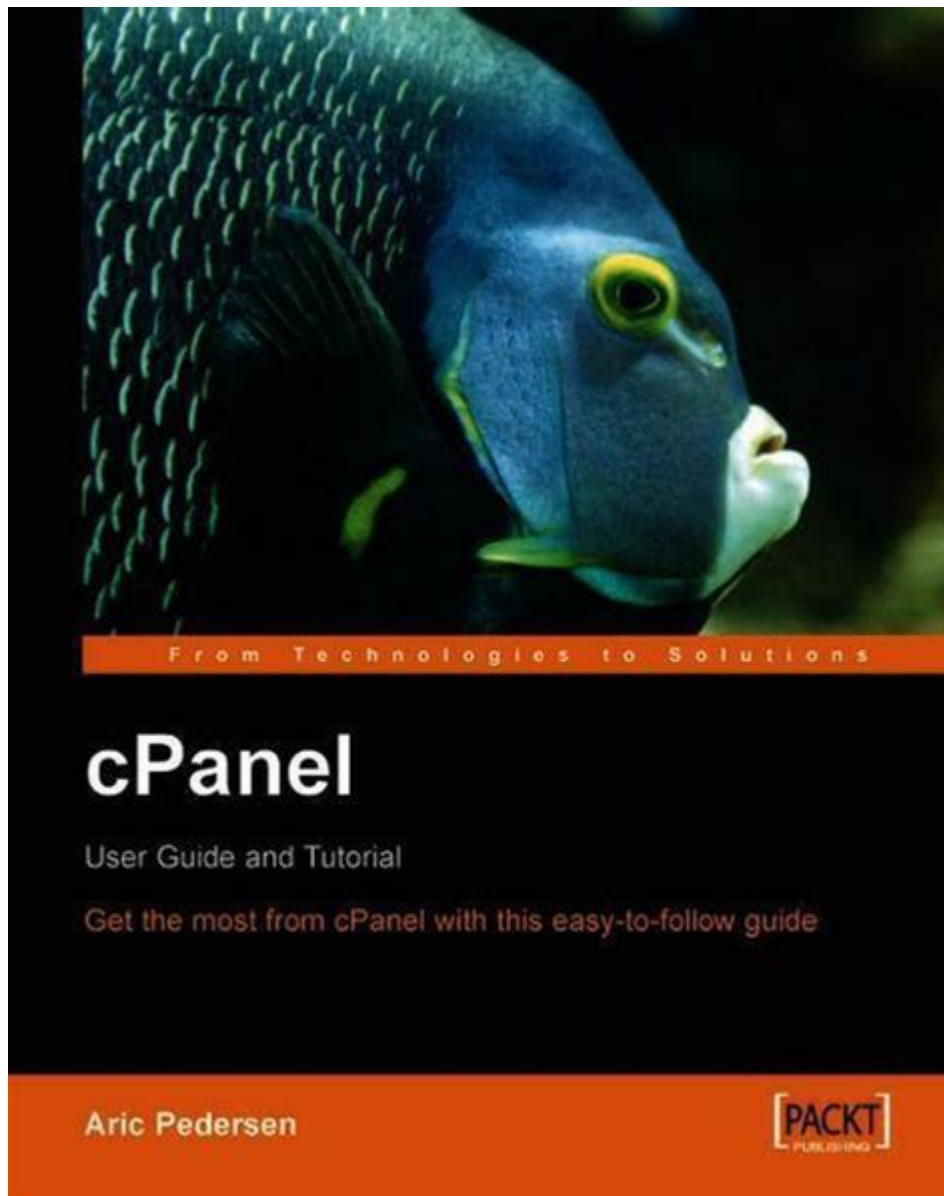 From Technologies to Solutions
cPanel
User Guide and Tutorial
Get the most from cPanel with this easy-to-follow guide
Aric Pedersen
[PACKT]
PUBLISHING